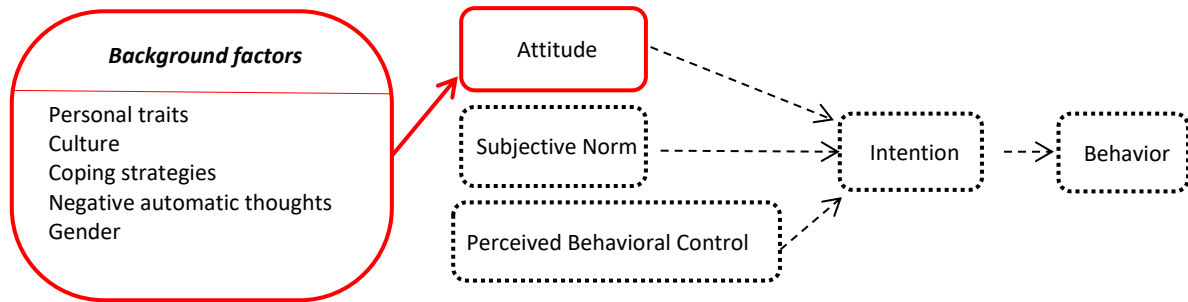 Background factors
Personal traits
Culture
Coping strategies
Negative automatic thoughts
Gender
Attitude
Subjective Norm
Perceived Behavioral Control
Intention
Behavior